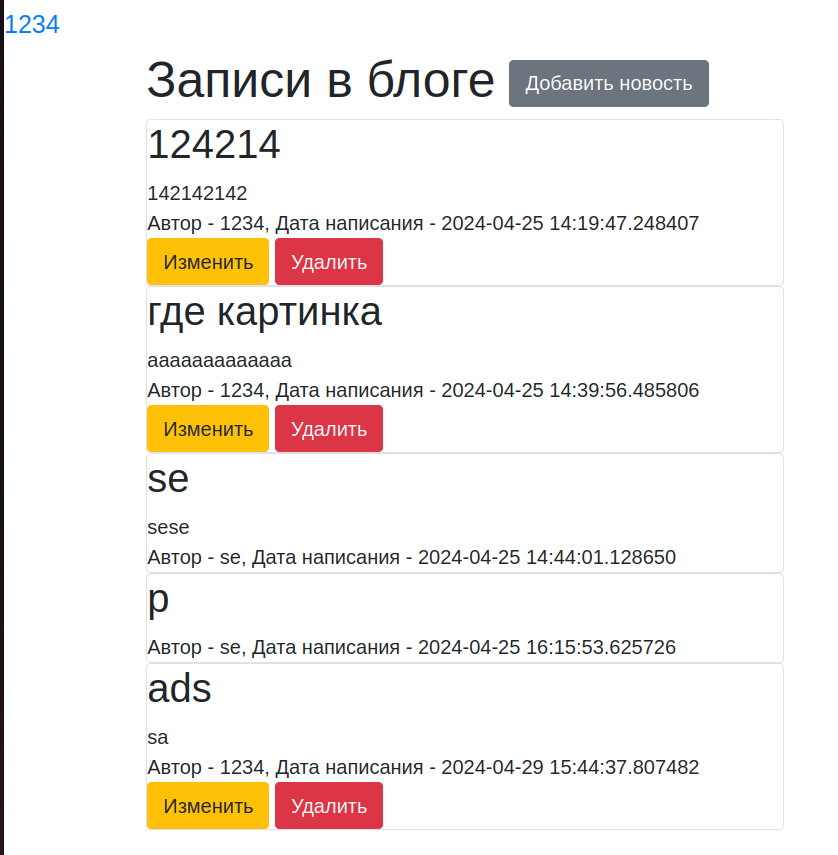 1234
Записи в блоге Добавить новость
124214
142142142
Автор - 1234, Дата написания - 2024-04-25 14:19:47.248407
Изменить Удалить
где картинка
aaaaaaaaaaaaa
Автор - 1234, Дата написания - 2024-04-25 14:39:56.485806
Изменить Удалить
se
sese
Автор - se, Дата написания - 2024-04-25 14:44:01.128650
p
Автор - se, Дата написания - 2024-04-25 16:15:53.625726
ads
sa
Автор - 1234, Дата написания - 2024-04-29 15:44:37.807482
Изменить Удалить